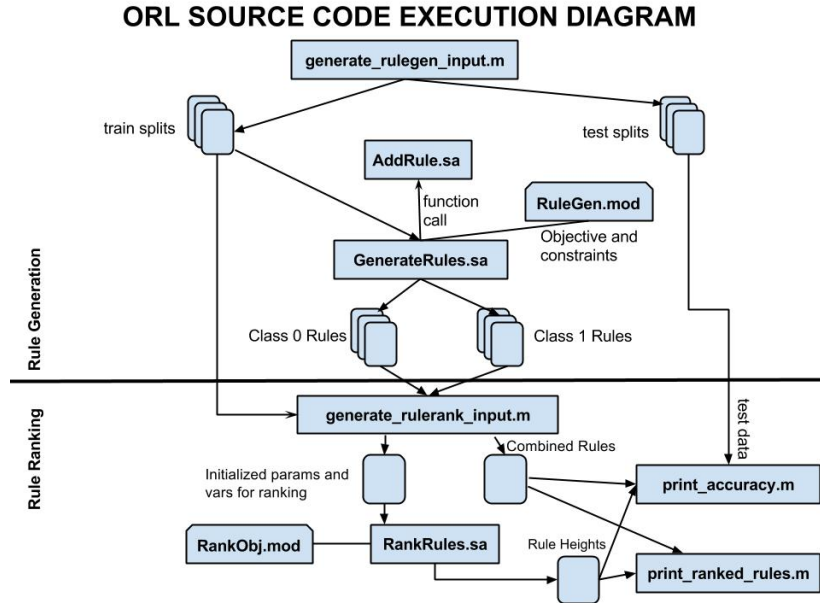 ORL SOURCE CODE EXECUTION DIAGRAM
generate_rulegen_input.m
train splits
test splits
AddRule.sa
function
call
RuleGen.mod
Objective and
constraints
GenerateRules.sa
Rule Generation
Class 0 Rules
Class 1 Rules
generate_rulerank_input.m
test data
Rule Ranking
Combined Rules
Initialized params and
vars for ranking
print_accuracy.m
RankObj.mod
RankRules.sa
Rule Heights
print_ranked_rules.m